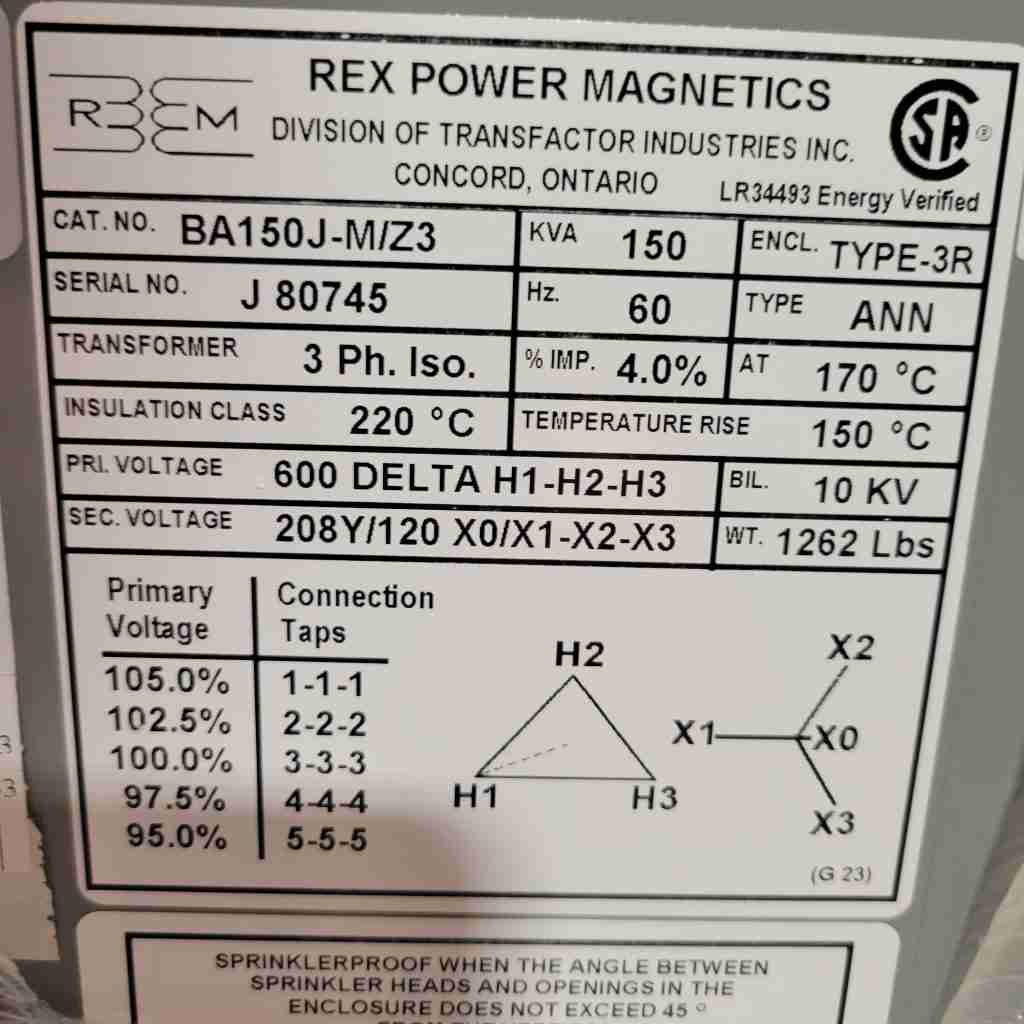 REX POWER MAGNETICS
REM
DIVISION OF TRANSFACTOR INDUSTRIES INC.
CONCORD, ONTARIO
CSA ®
LR34493 Energy Verified
CAT. NO. BA150J-M/Z3 KVA 150 ENCL. TYPE-3R
SERIAL NO. J 80745 Hz. 60 TYPE ANN
TRANSFORMER 3 Ph. Iso. % IMP. 4.0% AT 170 °C
INSULATION CLASS 220 °C TEMPERATURE RISE 150 °C
PRI. VOLTAGE 600 DELTA H1-H2-H3 BIL. 10 KV
SEC. VOLTAGE 208Y/120 X0/X1-X2-X3 WT. 1262 Lbs
Primary Voltage Connection Taps
105.0% 1-1-1
102.5% 2-2-2
100.0% 3-3-3
97.5% 4-4-4
95.0% 5-5-5
H2
H1 H3
X2
X1 X0
X3
(G 23)
SPRINKLERPROOF WHEN THE ANGLE BETWEEN
SPRINKLER HEADS AND OPENINGS IN THE
ENCLOSURE DOES NOT EXCEED 45 °